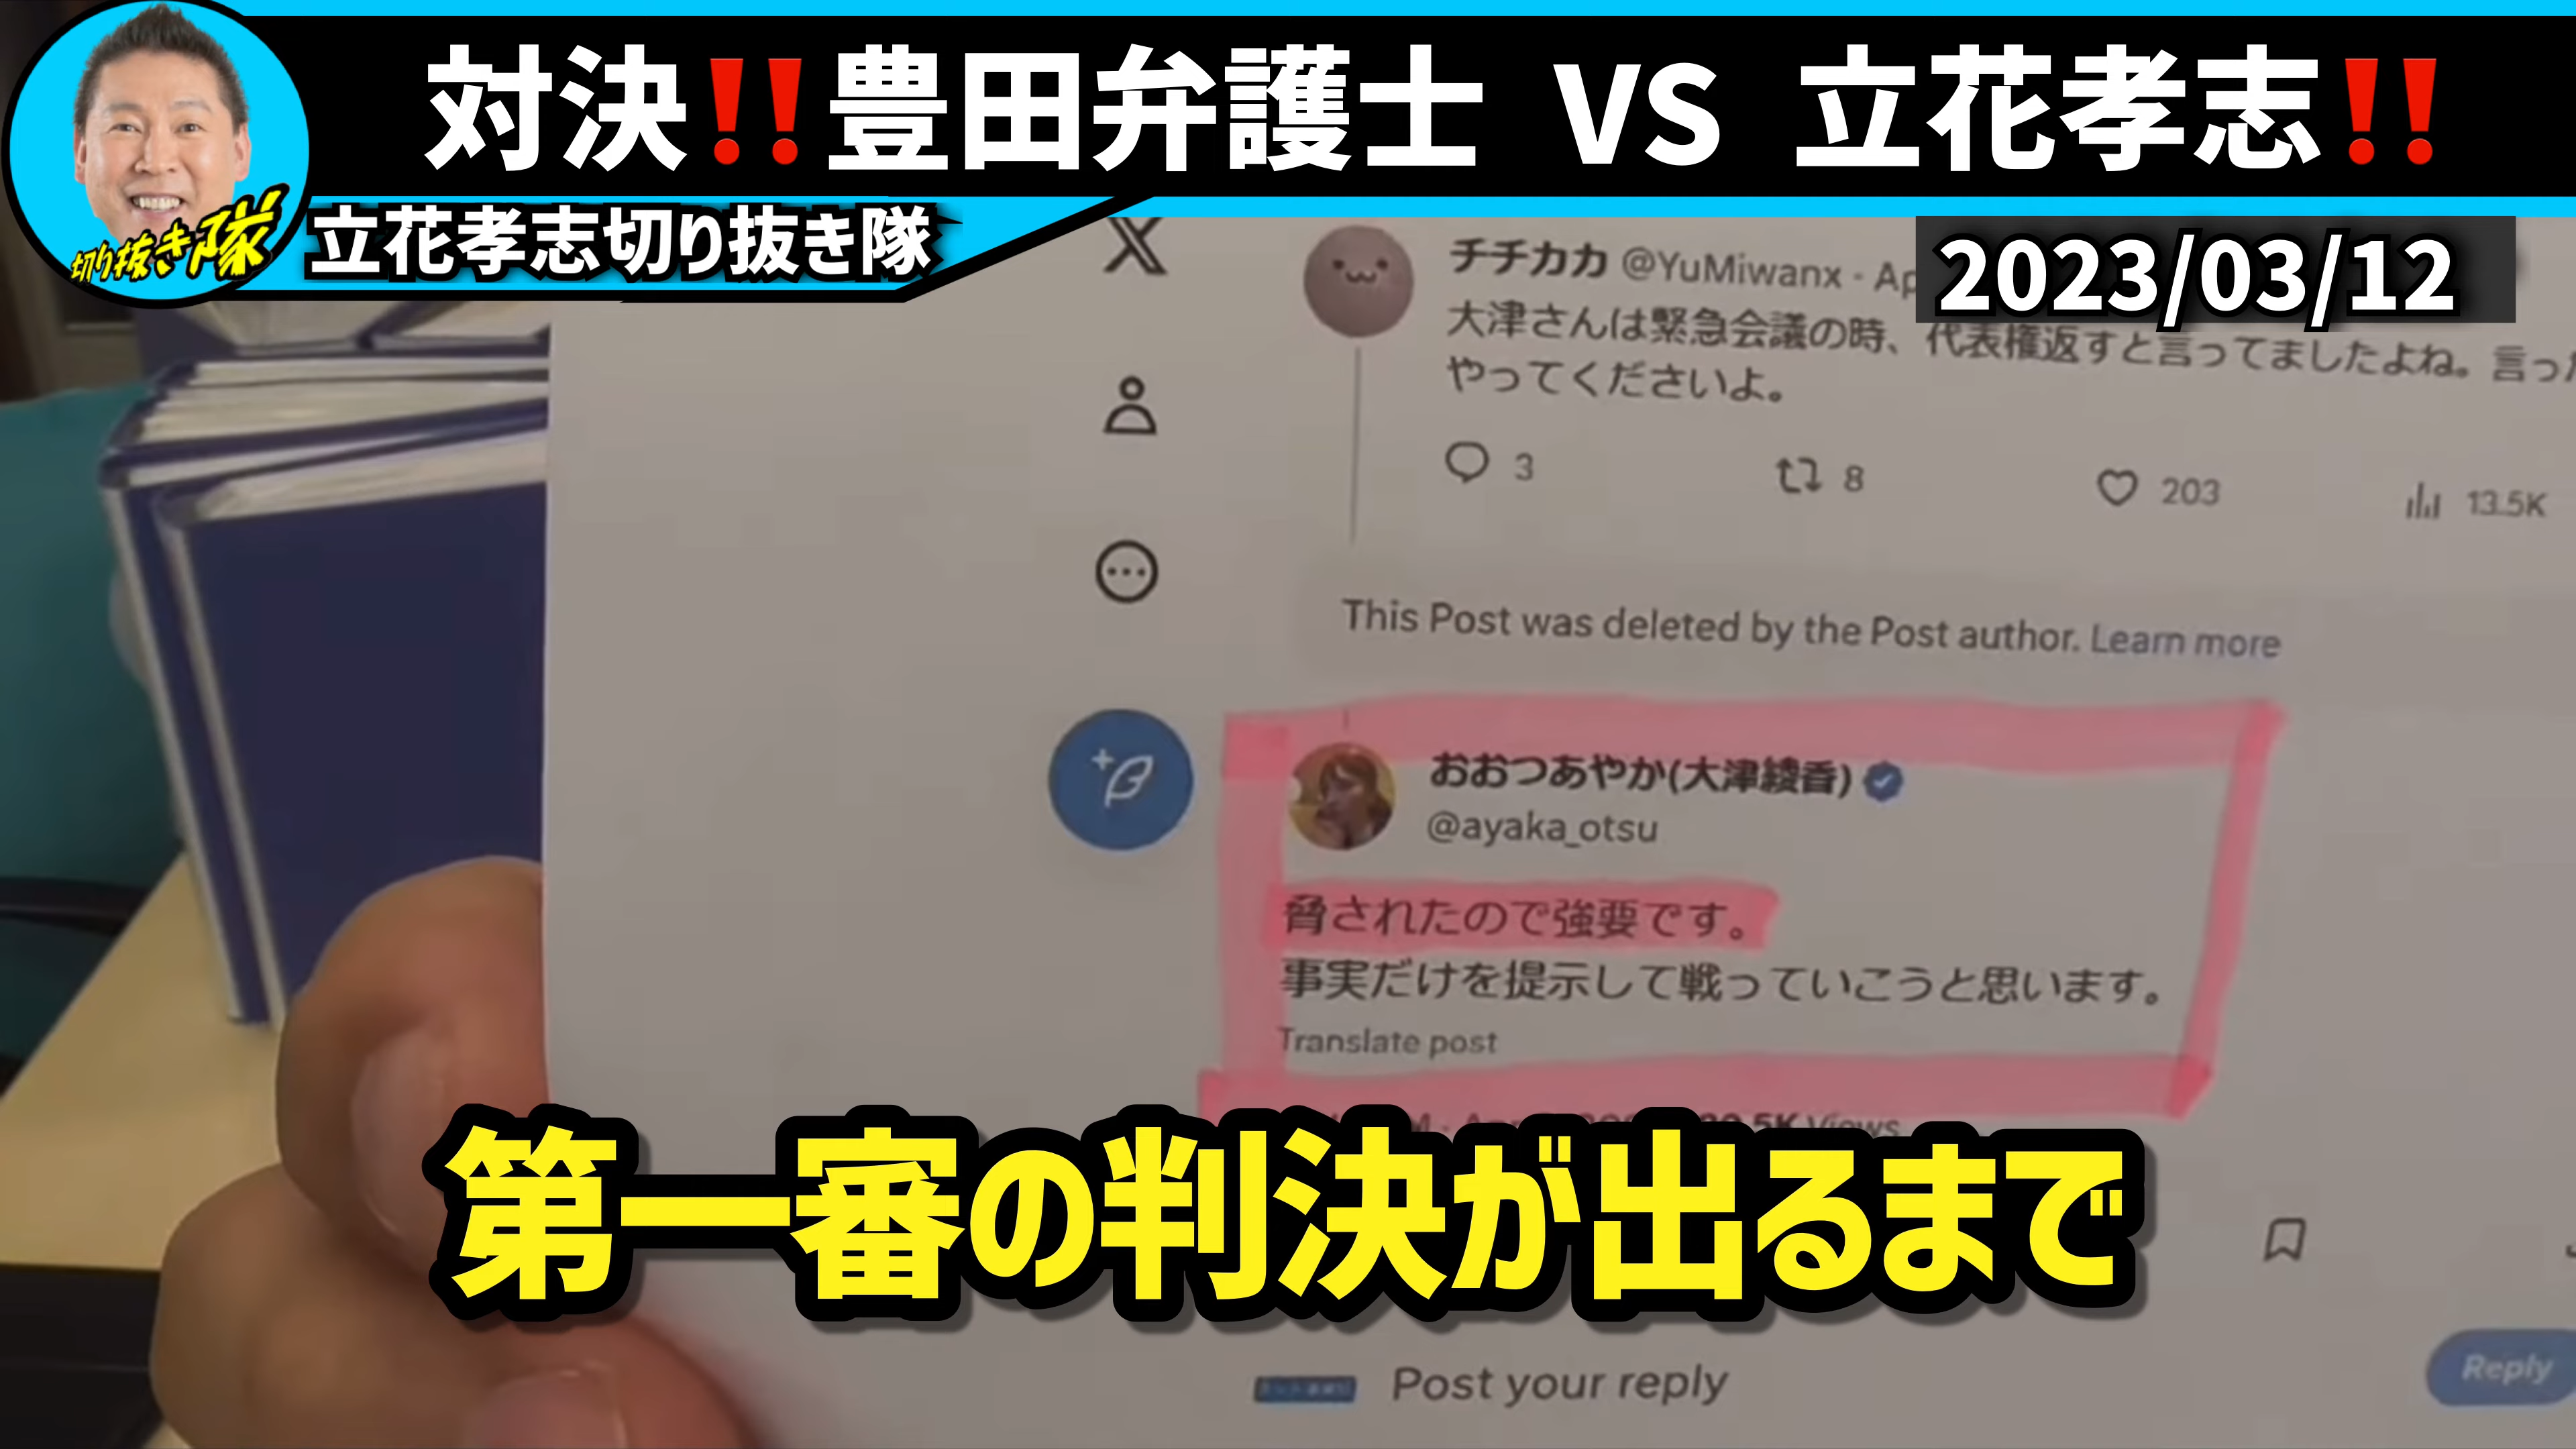 対決‼豊田弁護士 VS 立花孝志‼
切り抜き隊
立花孝志切り抜き隊
2023/03/12
チチカカ @YuMiwanx · Ap
大津さんは緊急会議の時、代表権返すと言ってましたよね。言っ
やってくださいよ。
3 8 203 13.5K
This Post was deleted by the Post author. Learn more
おおつあやか(大津綾香)
@ayaka_otsu
脅されたので強要です。
事実だけを提示して戦っていこうと思います。
Translate post
Views
第一審の判決が出るまで
Post your reply
Reply